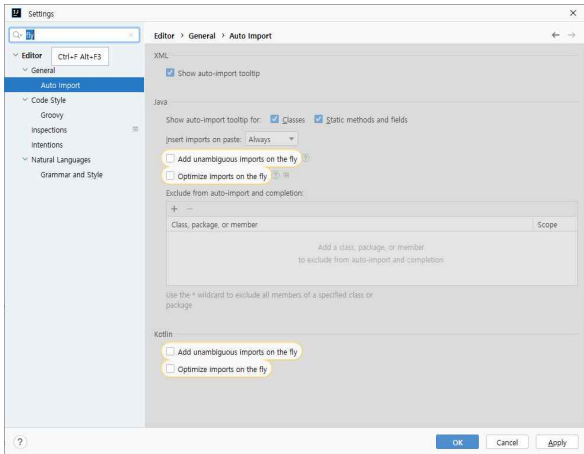 Settings
fly
Ctrl+F Alt+F3
Editor
General
Auto Import
Code Style
Groovy
Inspections
Intentions
Natural Languages
Grammar and Style
Editor > General > Auto Import
XML
Show auto-import tooltip
Java
Show auto-import tooltip for: Classes Static methods and fields
Insert imports on paste: Always
Add unambiguous imports on the fly ?
Optimize imports on the fly ?
Exclude from auto-import and completion:
+ −
Class, package, or member Scope
Add a class, package, or member
to exclude from auto-import and completion
Use the * wildcard to exclude all members of a specified class or
package
Kotlin
Add unambiguous imports on the fly
Optimize imports on the fly
? OK Cancel Apply